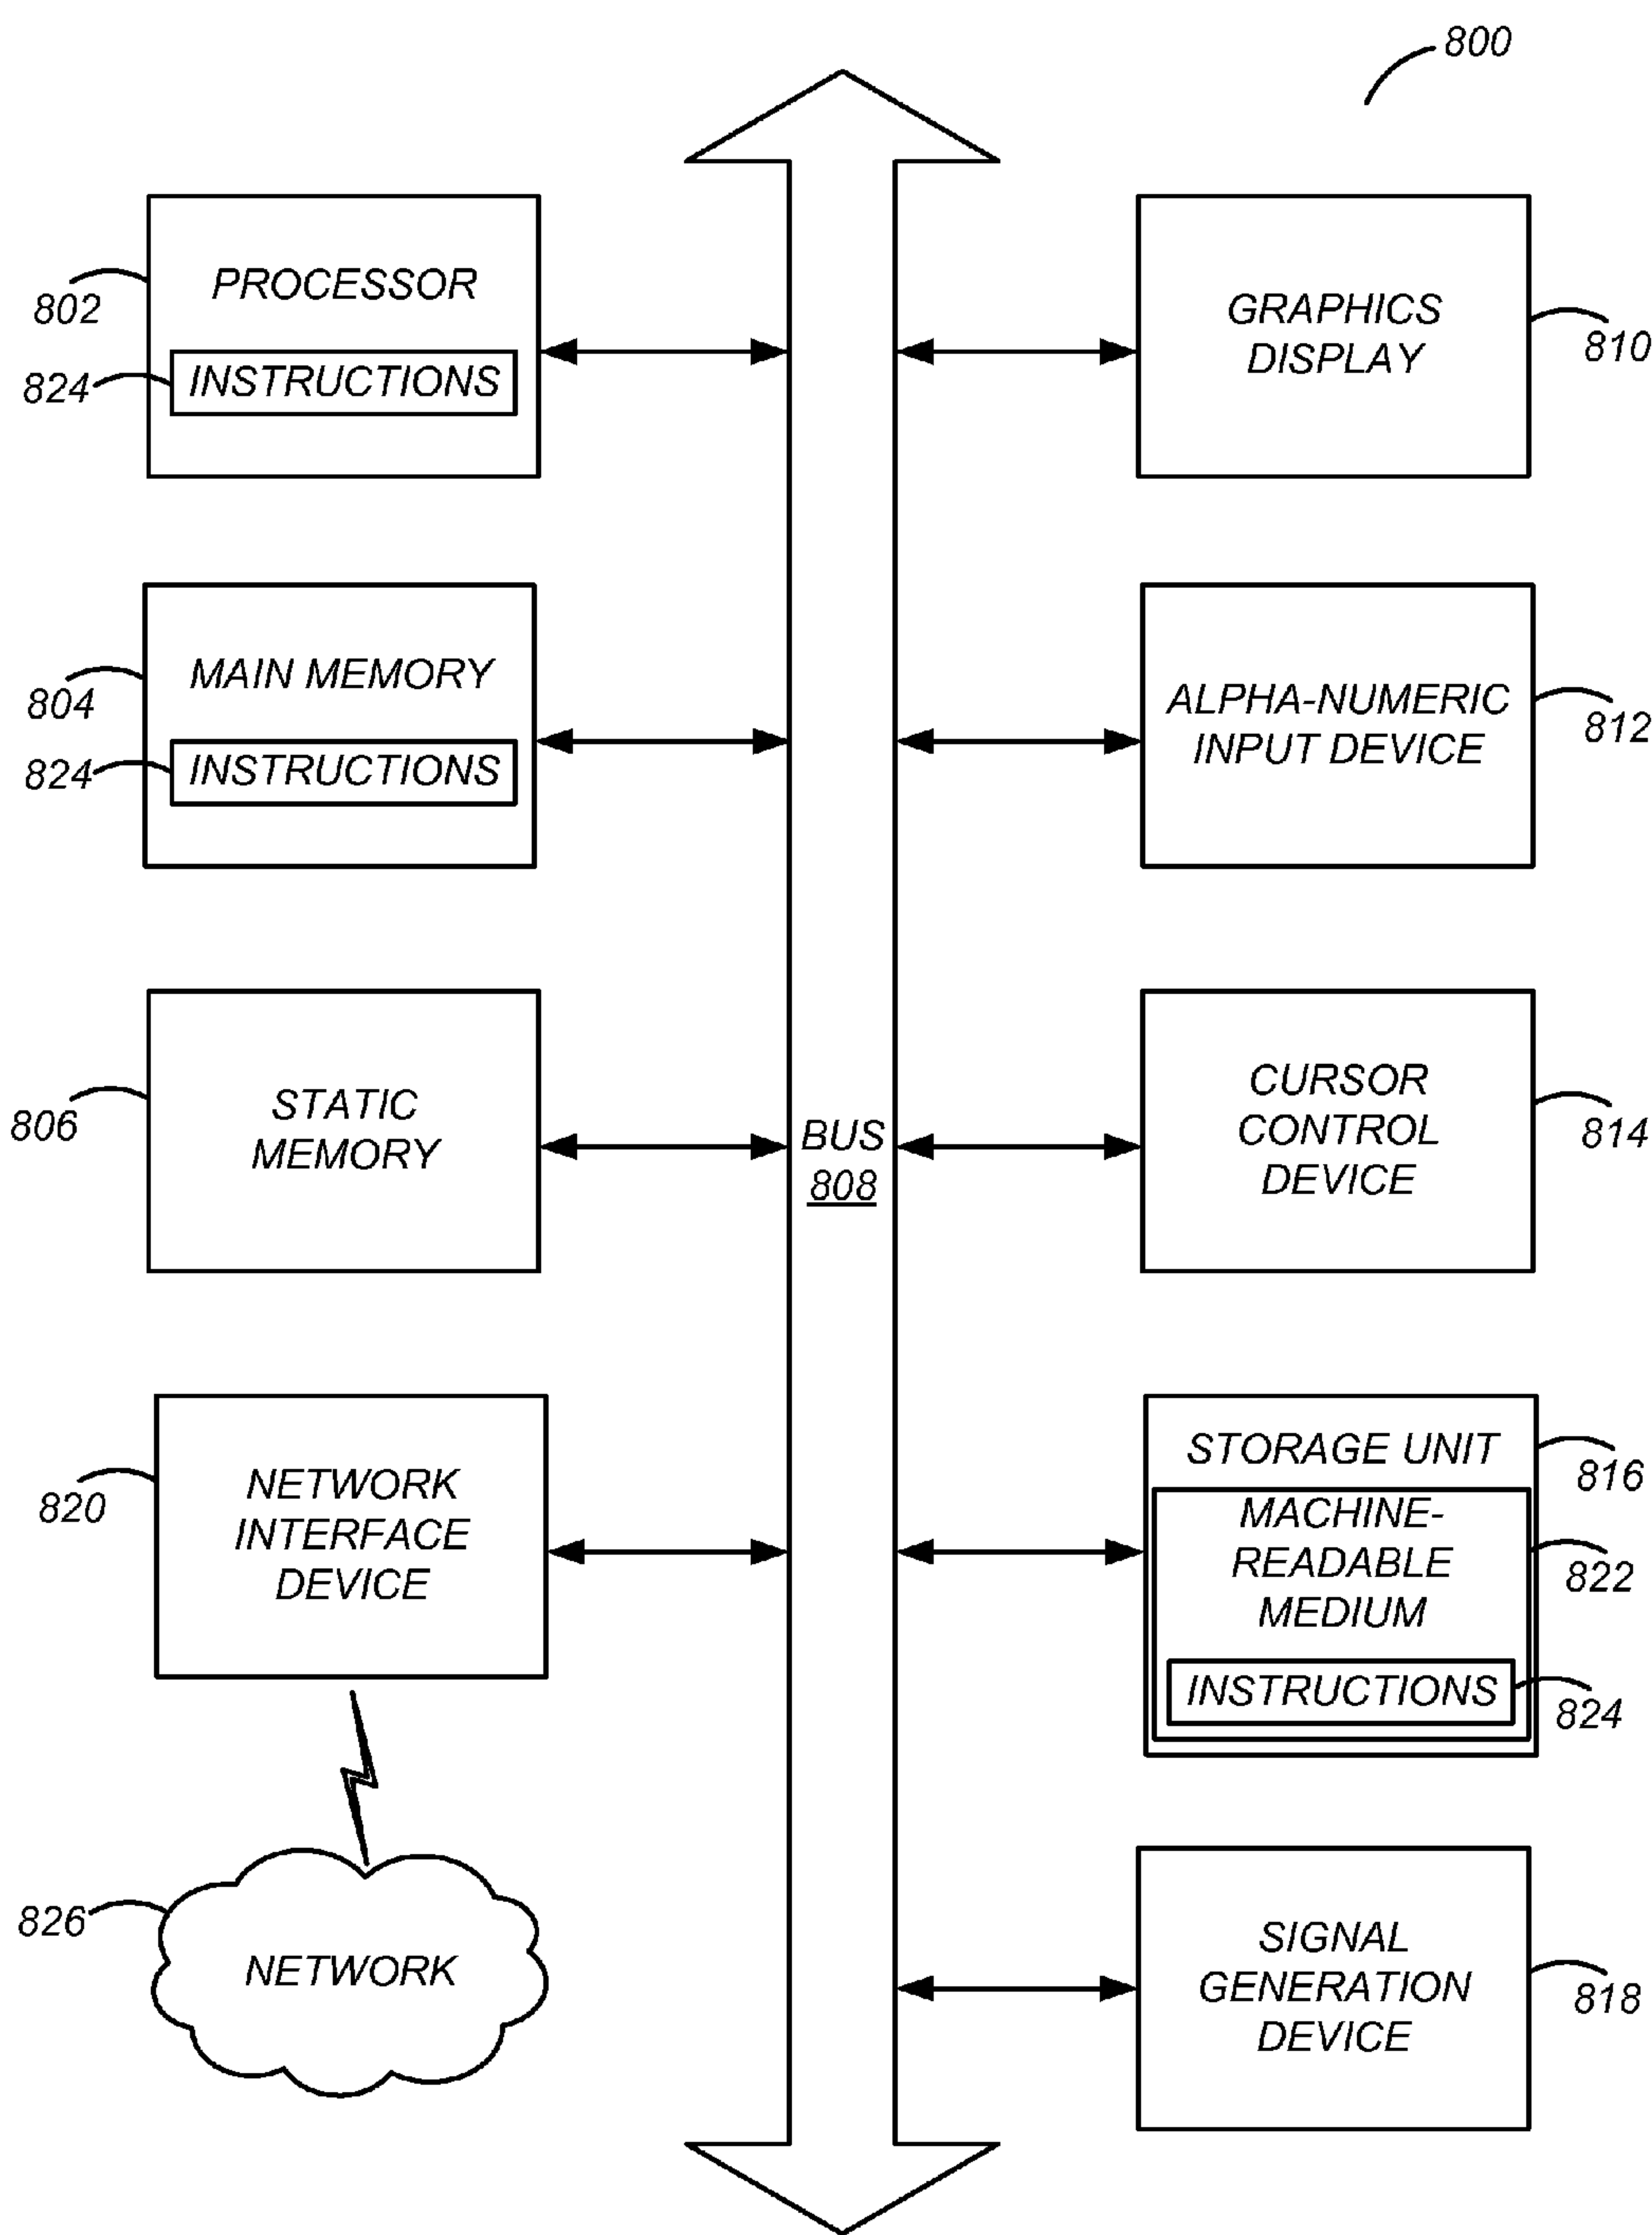 800
PROCESSOR
802
INSTRUCTIONS
824
GRAPHICS
DISPLAY
810
MAIN MEMORY
804
INSTRUCTIONS
824
ALPHA-NUMERIC
INPUT DEVICE
812
STATIC
MEMORY
806
BUS
808
CURSOR
CONTROL
DEVICE
814
NETWORK
INTERFACE
DEVICE
820
STORAGE UNIT
816
MACHINE-
READABLE
MEDIUM
822
INSTRUCTIONS
824
826
NETWORK
SIGNAL
GENERATION
DEVICE
818